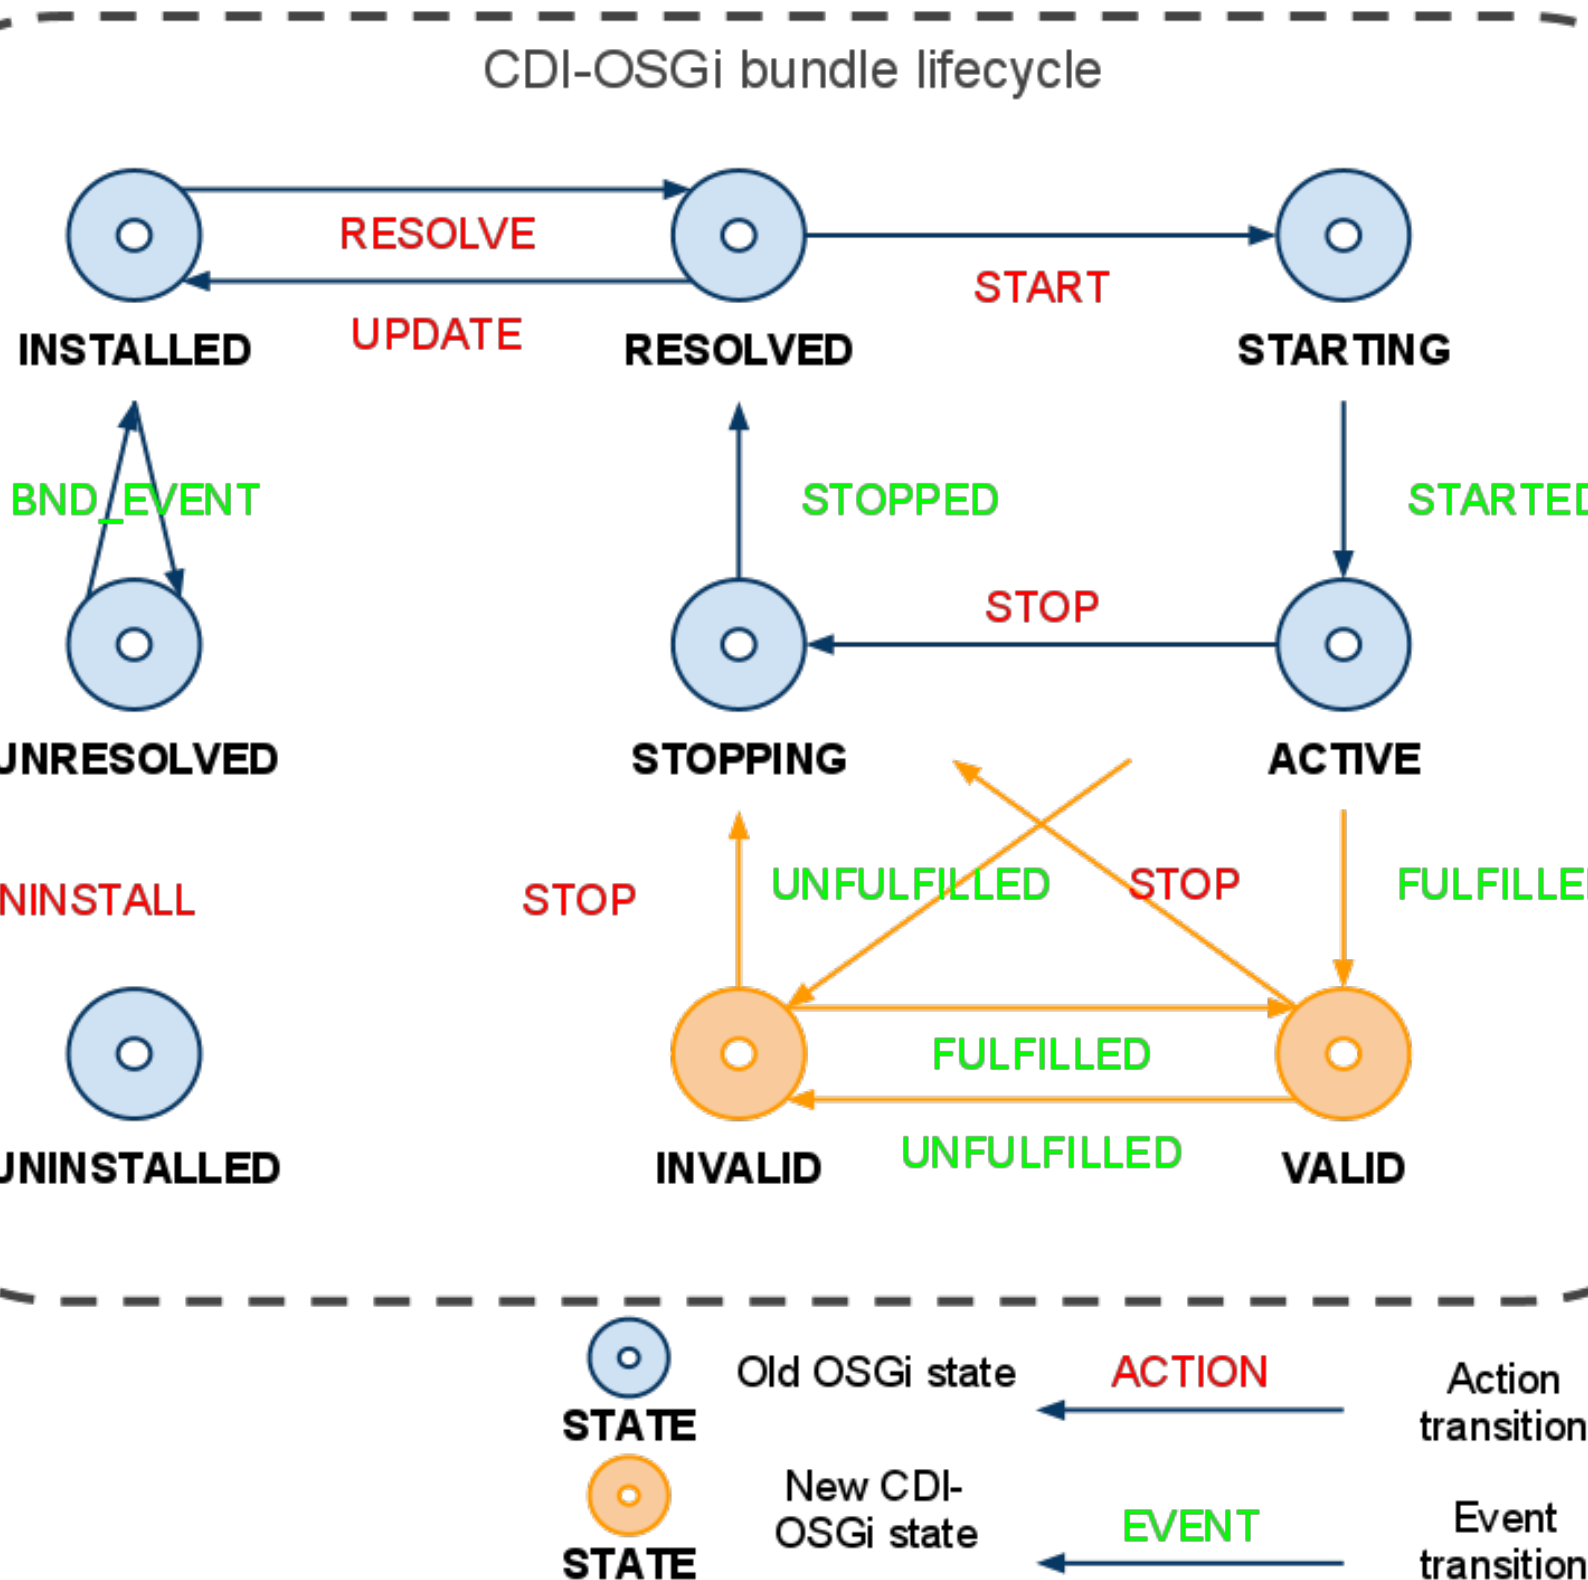 CDI-OSGi bundle lifecycle
RESOLVE
START
UPDATE
INSTALLED
RESOLVED
STARTING
BND_EVENT
STOPPED
STARTED
STOP
UNRESOLVED
STOPPING
ACTIVE
NINSTALL
STOP
UNFULFILLED
STOP
FULFILLE
FULFILLED
UNFULFILLED
UNINSTALLED
INVALID
VALID
Old OSGi state
ACTION
Action
transition
STATE
New CDI-
OSGi state
EVENT
Event
transition
STATE